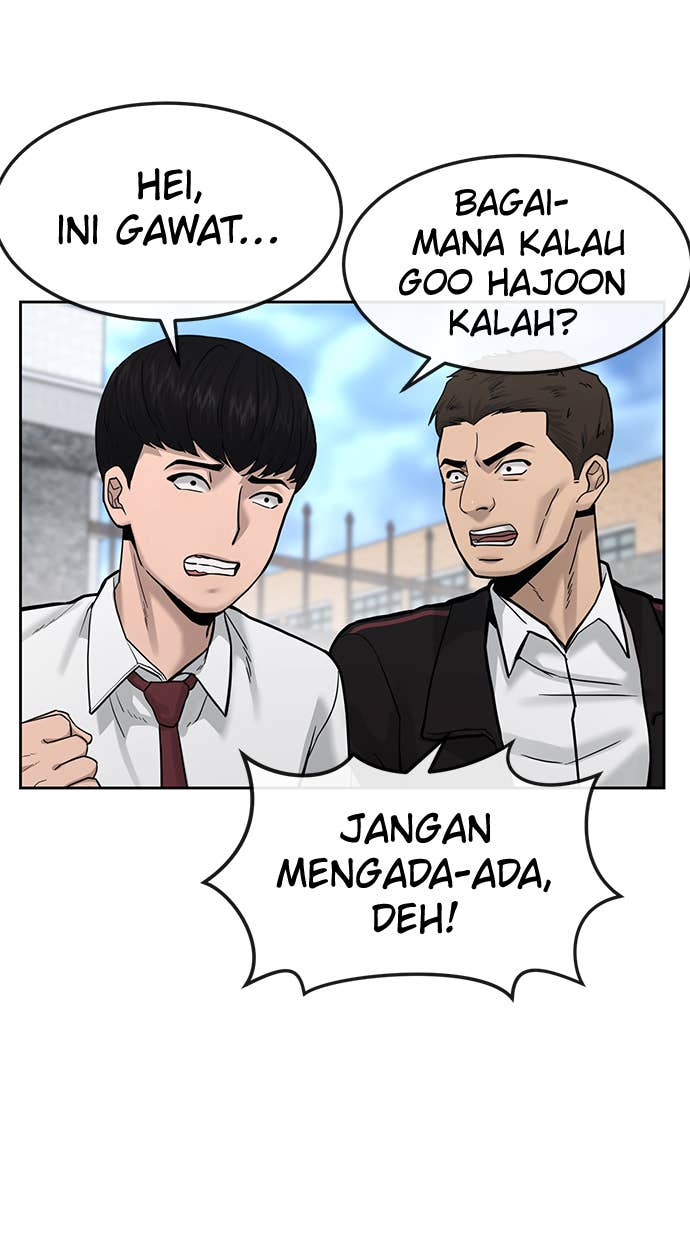 HEI,
INI GAWAT...
BAGAI-
MANA KALAU
GOO HAJOON
KALAH?
JANGAN
MENGADA-ADA,
DEH!